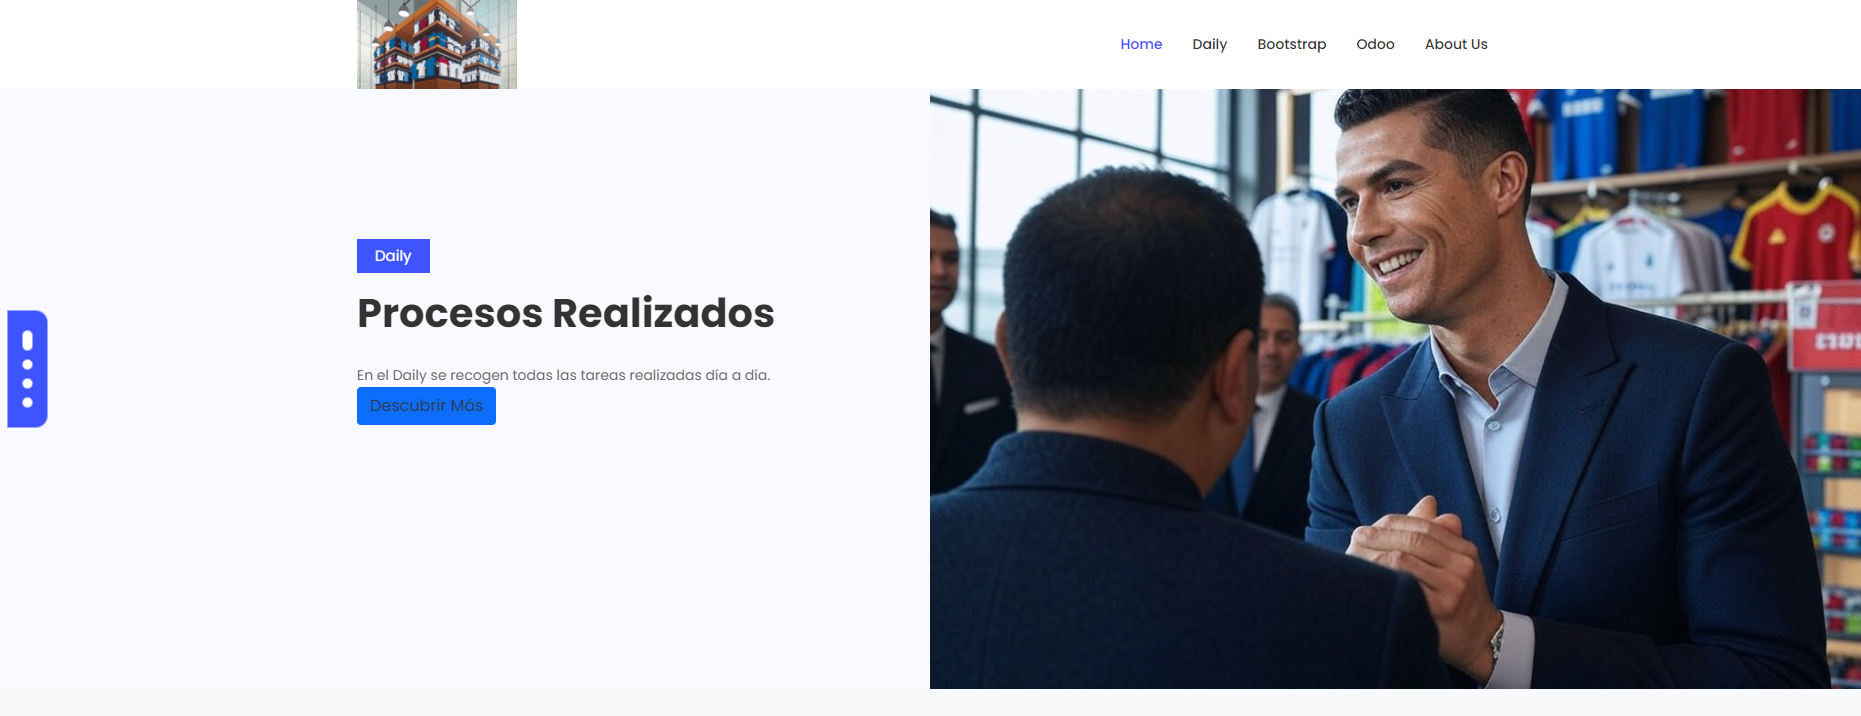 Home Daily Bootstrap Odoo About Us
Daily
Procesos Realizados
En el Daily se recogen todas las tareas realizadas día a día.
Descubrir Más